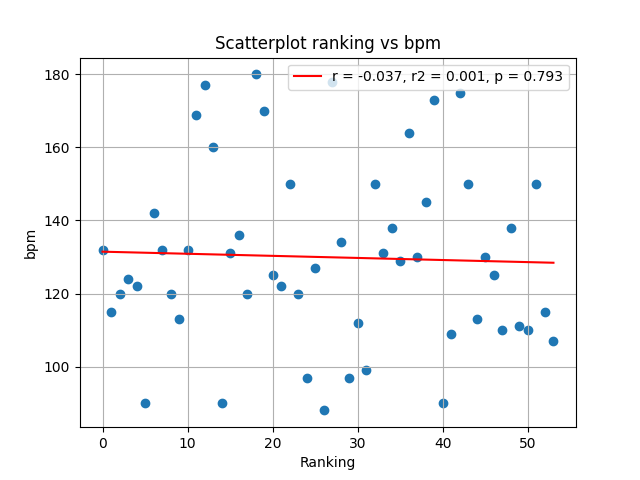 Scatterplot ranking vs bpm
r = -0.037, r2 = 0.001, p = 0.793
180
160
140
120
100
bpm
0 10 20 30 40 50
Ranking